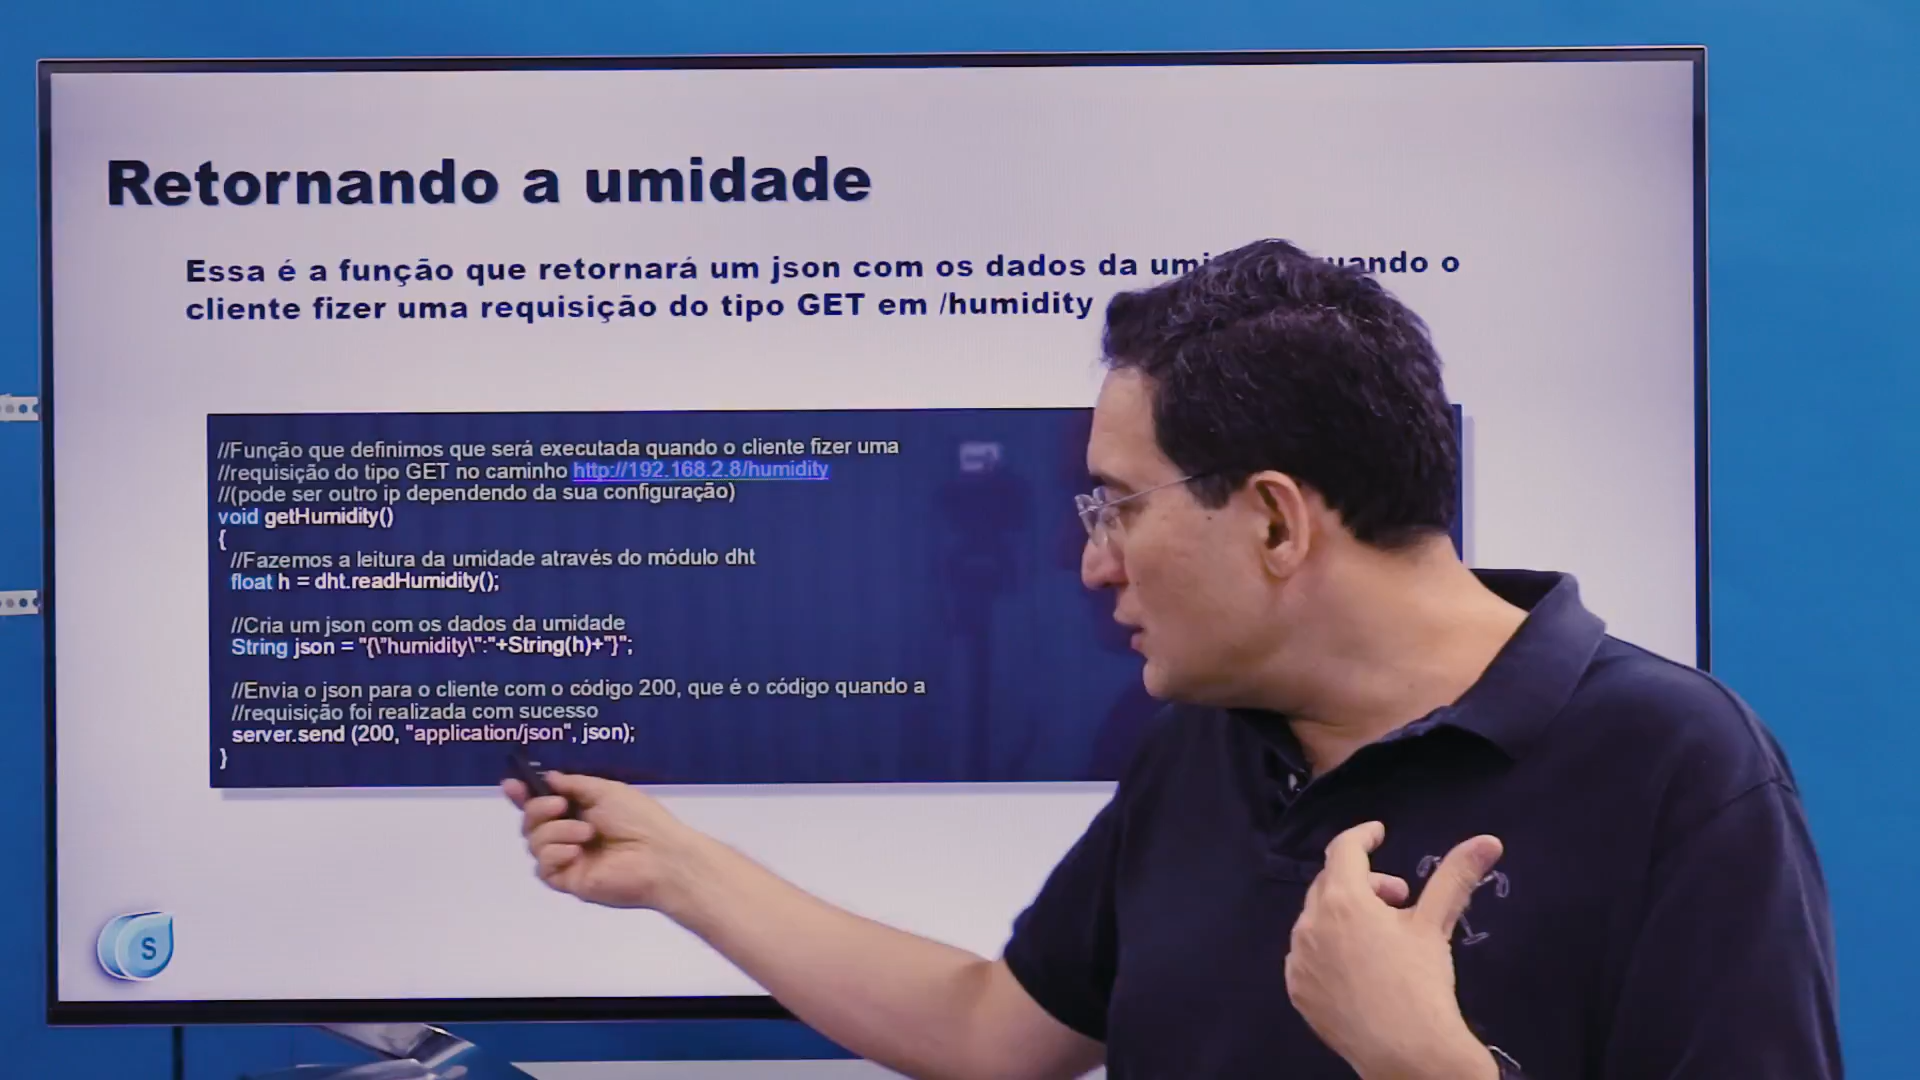 Retornando a umidade
Essa é a função que retornará um json com os dados da quando o
cliente fizer uma requisição do tipo GET em /humidity
//Função que definimos que será executada quando o cliente fizer uma
//requisição do tipo GET no caminho http://192.168.2.8/humidity
//(pode ser outro ip dependendo da sua configuração)
void getHumidity()
{
//Fazemos a leitura da umidade através do módulo dht
float h = dht.readHumidity();
//Cria um json com os dados da umidade
String json = "{\"humidity\":"+String(h)+"}";
//Envia o json para o cliente com o código 200, que é o código quando a
//requisição foi realizada com sucesso
server.send (200, "application/json", json);
}
S